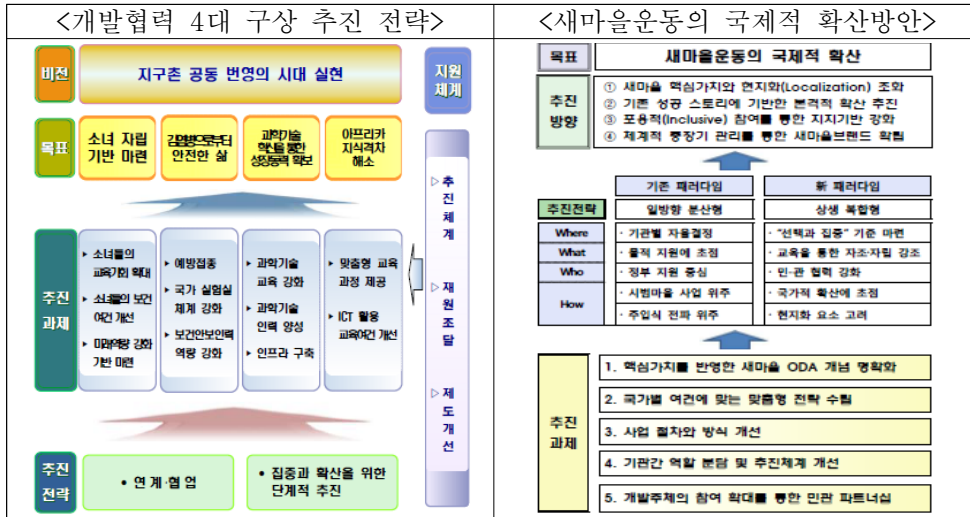 <개발협력 4대 구상 추진 전략>
비전
지구촌 공동 번영의 시대 실현
지원
체계
목표
소녀 자립
기반 마련
감염병으로부터
안전한 삶
과학기술
혁신을 통한
성장동력 확보
아프리카
지식격차
해소
▷ 추진체계
▷ 재원조달
▷ 제도개선
추진
과제
▸ 소녀들의
교육기회 확대
▸ 소녀들의 보건
여건 개선
▸ 미래역량 강화
기반 마련
▸ 예방접종
▸ 국가 실험실
체계 강화
▸ 보건안보인력
역량 강화
▸ 과학기술
교육 강화
▸ 과학기술
인력 양성
▸ 인프라 구축
▸ 맞춤형 교육
과정 제공
▸ ICT 활용
교육여건 개선
추진
전략
• 연계·협업
• 집중과 확산을 위한
단계적 추진
<새마을운동의 국제적 확산방안>
목표
새마을운동의 국제적 확산
추진
방향
① 새마을 핵심가치와 현지화(Localization) 조화
② 기존 성공 스토리에 기반한 본격적 확산 추진
③ 포용적(Inclusive) 참여를 통한 지지기반 강화
④ 체계적 중장기 관리를 통한 새마을브랜드 확립
기존 패러다임
新 패러다임
추진전략
일방향 분산형
상생 복합형
Where
· 기관별 자율결정
· “선택과 집중” 기준 마련
What
· 물적 지원에 초점
· 교육을 통한 자조·자립 강조
Who
· 정부 지원 중심
· 민-관 협력 강화
How
· 시범마을 사업 위주
· 국가적 확산에 초점
· 주입식 전파 위주
· 현지화 요소 고려
추진
과제
1. 핵심가치를 반영한 새마을 ODA 개념 명확화
2. 국가별 여건에 맞는 맞춤형 전략 수립
3. 사업 절차와 방식 개선
4. 기관간 역할 분담 및 추진체계 개선
5. 개발주체의 참여 확대를 통한 민관 파트너십